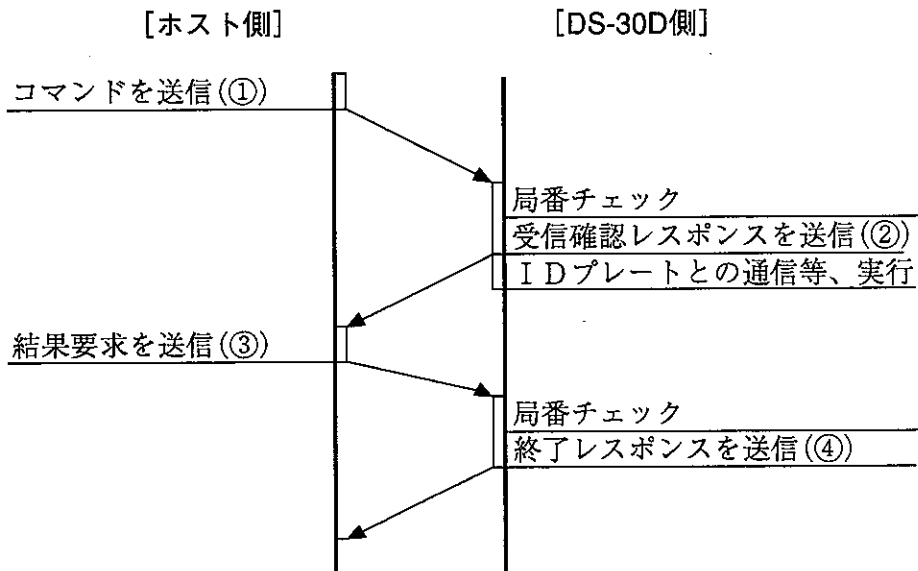 [ホスト側]
[DS-30D側]
コマンドを送信(①)
局番チェック
受信確認レスポンスを送信(②)
ＩＤプレートとの通信等、実行
結果要求を送信(③)
局番チェック
終了レスポンスを送信(④)